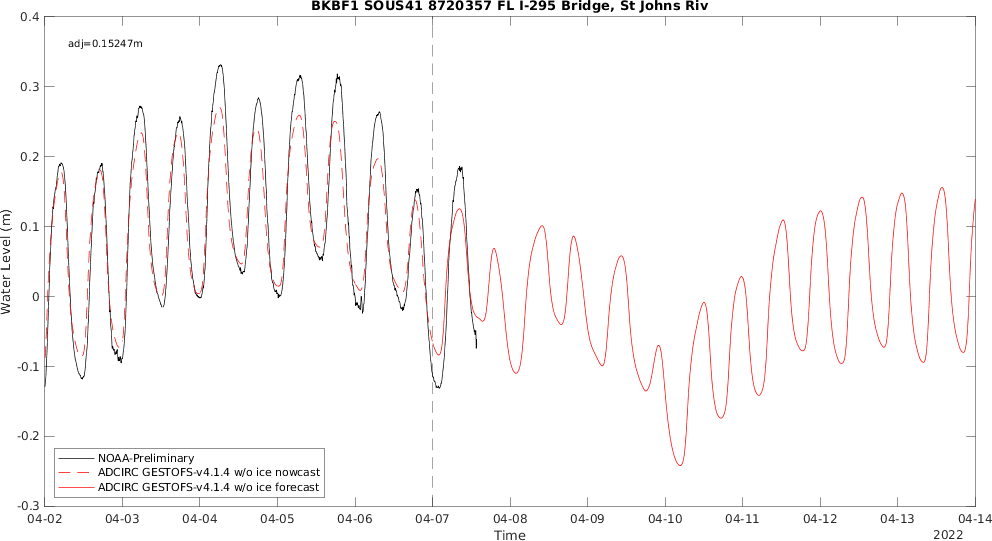 BKBF1 SOUS41 8720357 FL I-295 Bridge, St Johns Riv
adj=0.15247m
0.4
0.3
0.2
0.1
0
-0.1
-0.2
-0.3
Water Level (m)
NOAA-Preliminary
ADCIRC GESTOFS-v4.1.4 w/o ice nowcast
ADCIRC GESTOFS-v4.1.4 w/o ice forecast
04-02 04-03 04-04 04-05 04-06 04-07 04-08 04-09 04-10 04-11 04-12 04-13 04-14
Time
2022